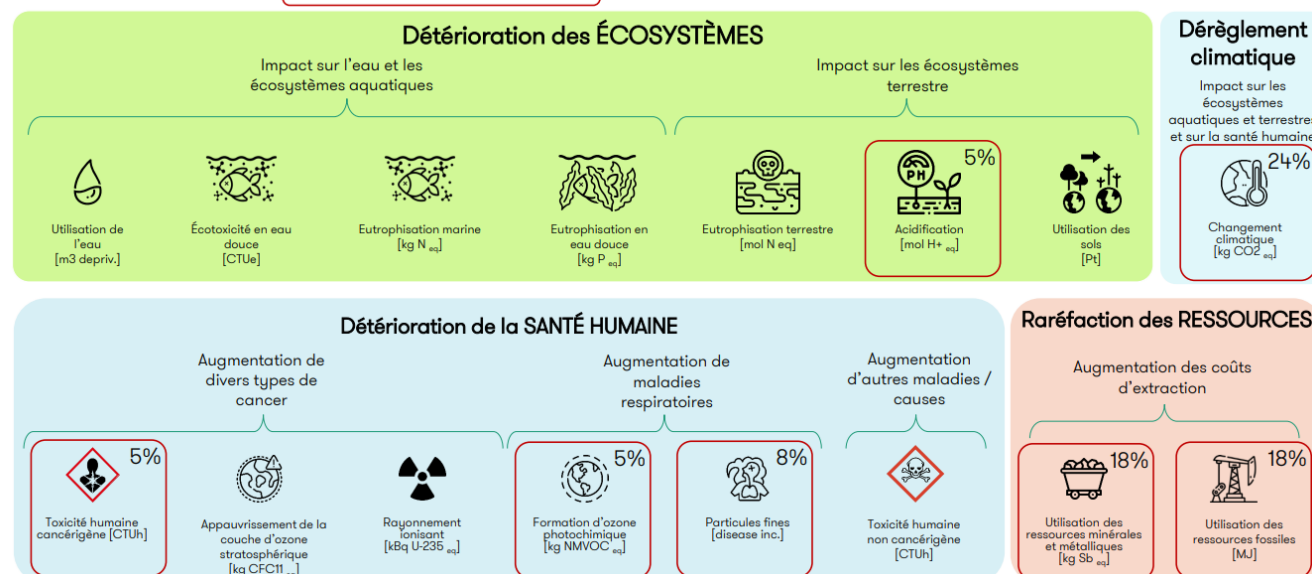 Détérioration des ÉCOSYSTÈMES
Impact sur l'eau et les
écosystèmes aquatiques
Impact sur les écosystèmes
terrestre
Utilisation de
l'eau
[m3 depriv.]
Écotoxicité en eau
douce
[CTUe]
Eutrophisation marine
[kg N eq]
Eutrophisation en
eau douce
[kg P eq]
Eutrophisation terrestre
[mol N eq]
PH
5%
Acidification
[mol H+ eq]
Utilisation des
sols
[Pt]
Dérèglement
climatique
Impact sur les
écosystèmes
aquatiques et terrestres
et sur la santé humaine
24%
Changement
climatique
[kg CO2 eq]
Détérioration de la SANTÉ HUMAINE
Augmentation de
divers types de
cancer
Augmentation de
maladies
respiratoires
Augmentation
d'autres maladies /
causes
5%
Toxicité humaine
cancérigène [CTUh]
Appauvrissement de la
couche d'ozone
stratosphérique
[kg CFC11 eq]
Rayonnement
ionisant
[kBq U-235 eq]
5%
Formation d'ozone
photochimique
[kg NMVOC eq]
8%
Particules fines
[disease inc.]
Toxicité humaine
non cancérigène
[CTUh]
Raréfaction des RESSOURCES
Augmentation des coûts
d'extraction
18%
Utilisation des
ressources minérales
et métalliques
[kg Sb eq]
18%
Utilisation des
ressources fossiles
[MJ]